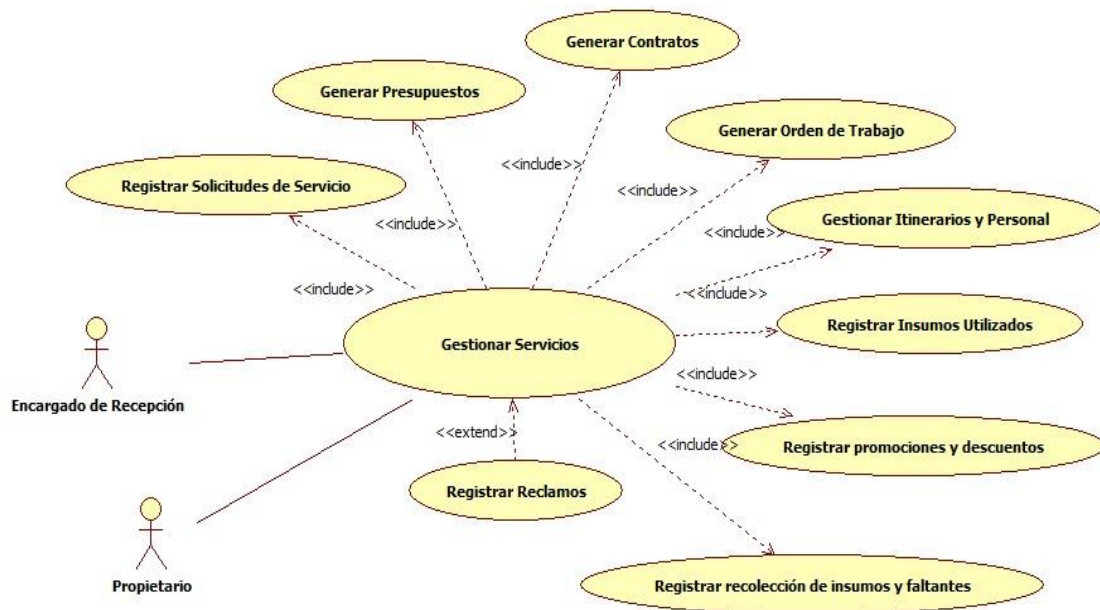 Generar Contratos
Generar Presupuestos
Generar Orden de Trabajo
<<include>>
Registrar Solicitudes de Servicio
<<include>>
Gestionar Itinerarios y Personal
<<include>>
<<include>>
<<include>>
<<include>>
Gestionar Servicios
Registrar Insumos Utilizados
Encargado de Recepción
<<include>>
<<extend>>
<<include>>
Registrar promociones y descuentos
Registrar Reclamos
Propietario
Registrar recolección de insumos y faltantes